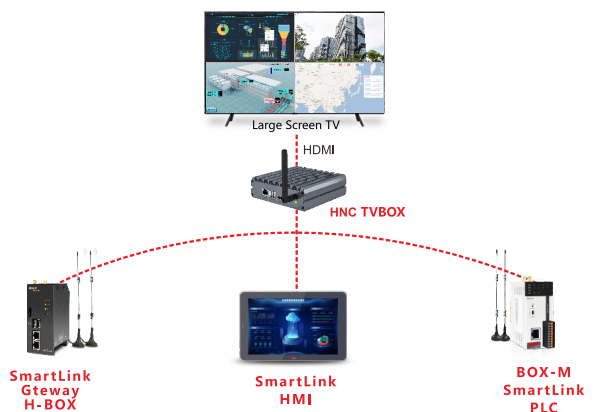 Large Screen TV
HDMI
HNC TVBOX
SmartLink
Gteway
H-BOX
SmartLink
HMI
BOX-M
SmartLink
PLC